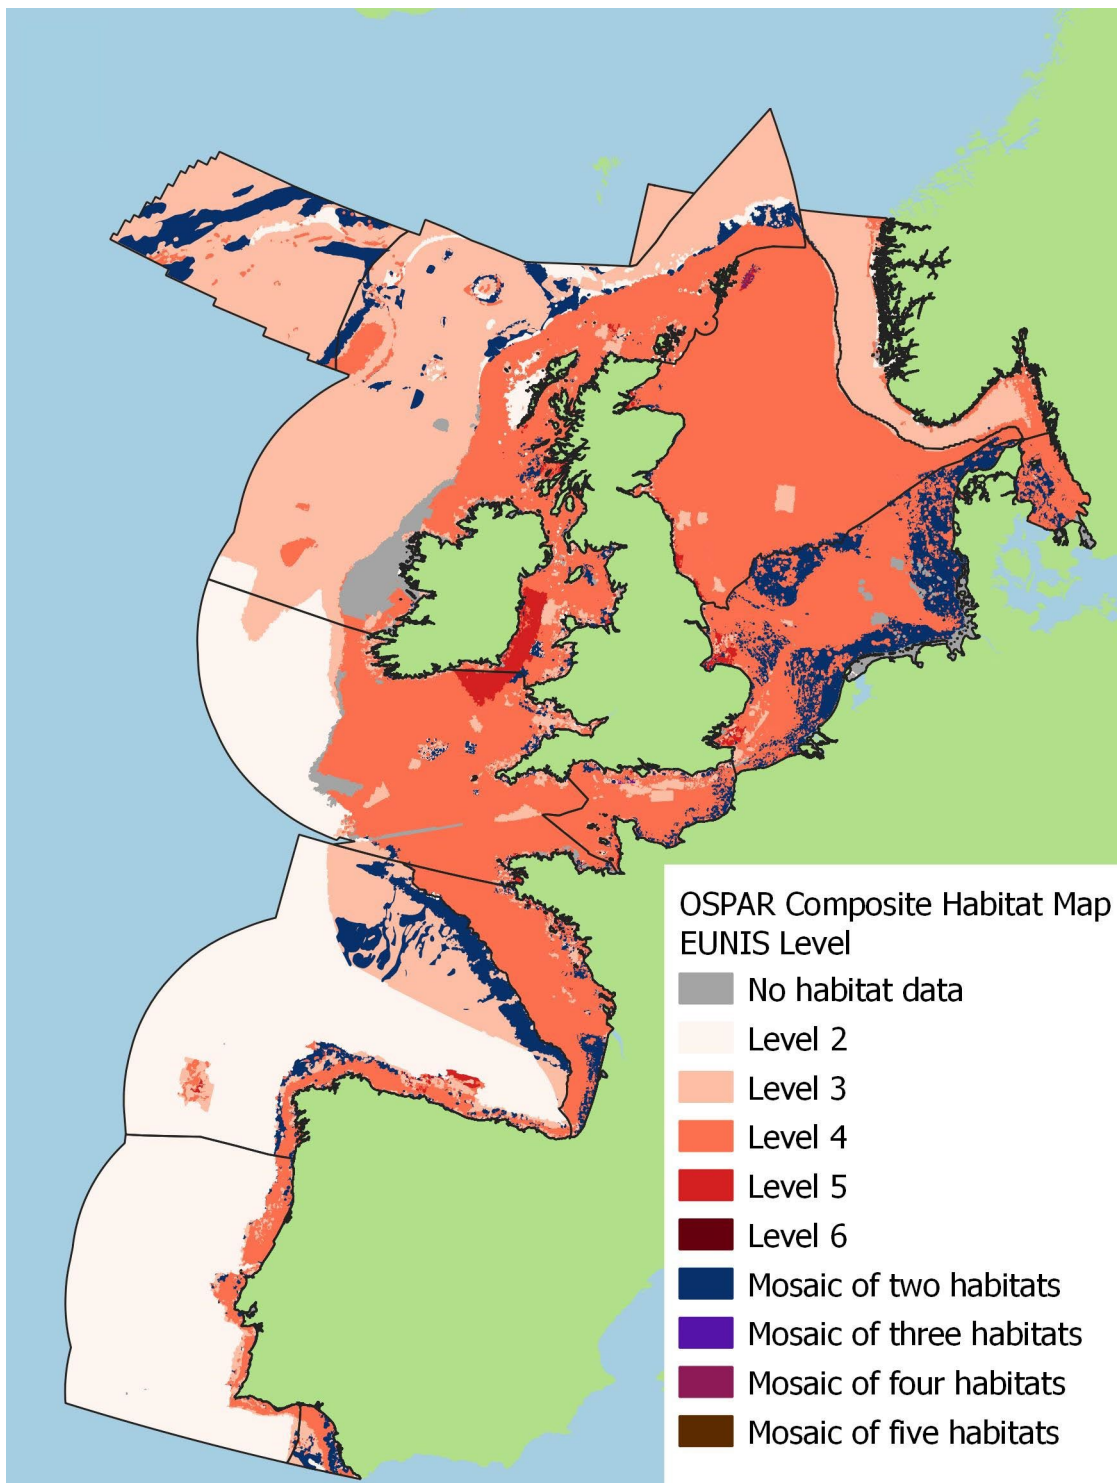 OSPAR Composite Habitat Map
EUNIS Level
No habitat data
Level 2
Level 3
Level 4
Level 5
Level 6
Mosaic of two habitats
Mosaic of three habitats
Mosaic of four habitats
Mosaic of five habitats